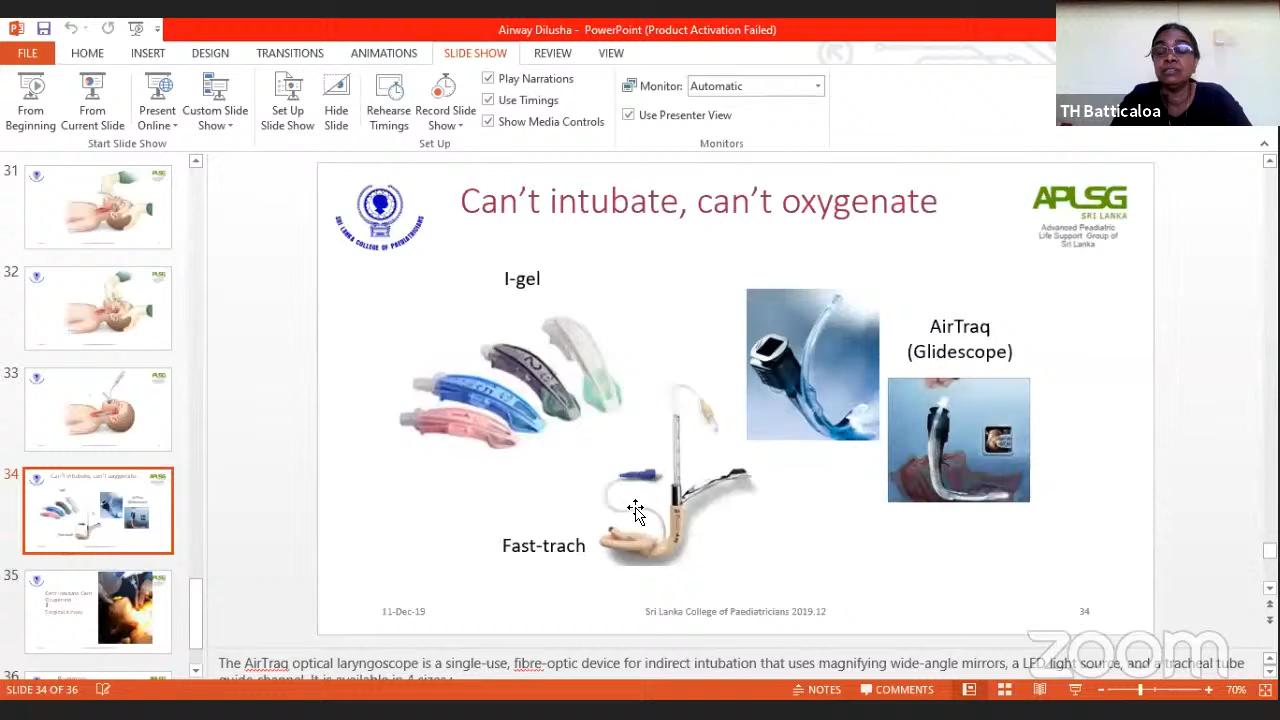 Airway Dilusha - PowerPoint (Product Activation Failed)
FILE HOME INSERT DESIGN TRANSITIONS ANIMATIONS SLIDE SHOW REVIEW VIEW
From Beginning
From Current Slide
Present Online
Custom Slide Show
Start Slide Show
Set Up Slide Show
Hide Slide
Rehearse Timings
Record Slide Show
Play Narrations
Use Timings
Show Media Controls
Set Up
Monitor: Automatic
Use Presenter View
Monitors
TH Batticaloa
31
32
33
34
35
36
Can't intubate, can't oxygenate
SRI LANKA COLLEGE OF PAEDIATRICIANS
APLSG
SRI LANKA
Advanced Peadiatric
Life Support Group of
Sri Lanka
I-gel
AirTraq
(Glidescope)
Fast-trach
11-Dec-19
Sri Lanka College of Paediatricians 2019.12
34
The AirTraq optical laryngoscope is a single-use, fibre-optic device for indirect intubation that uses magnifying wide-angle mirrors, a LED light source, and a tracheal tube
guide channel. It is available in 4 sizes
zoom
SLIDE 34 OF 36
NOTES
COMMENTS
70%